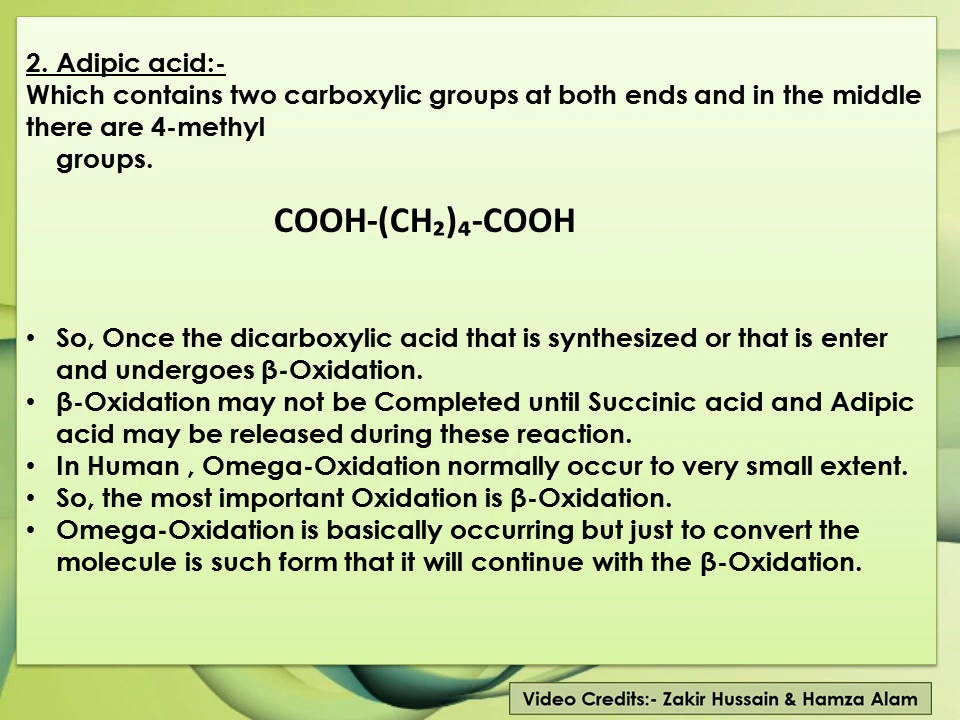 2. Adipic acid:-
Which contains two carboxylic groups at both ends and in the middle
there are 4-methyl
groups.
COOH-(CH₂)₄-COOH
• So, Once the dicarboxylic acid that is synthesized or that is enter
and undergoes β-Oxidation.
• β-Oxidation may not be Completed until Succinic acid and Adipic
acid may be released during these reaction.
• In Human , Omega-Oxidation normally occur to very small extent.
• So, the most important Oxidation is β-Oxidation.
• Omega-Oxidation is basically occurring but just to convert the
molecule is such form that it will continue with the β-Oxidation.
Video Credits:- Zakir Hussain & Hamza Alam